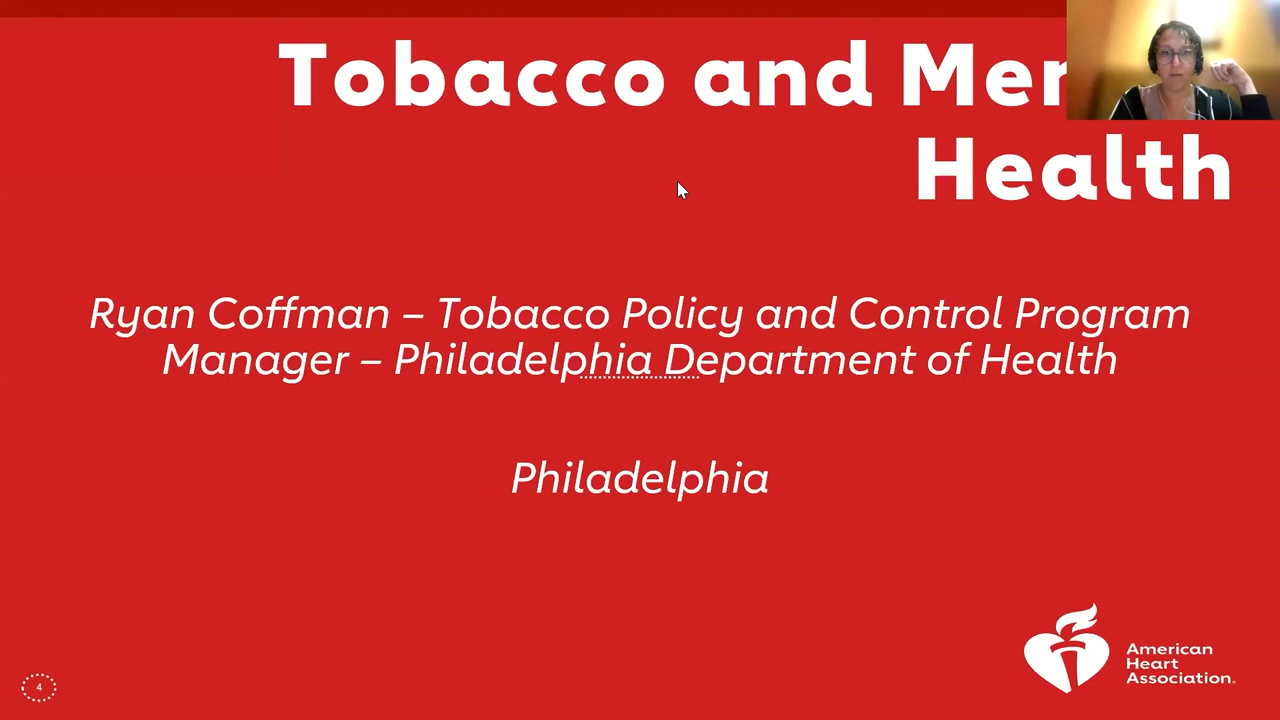 Tobacco and
Health
Ryan Coffman – Tobacco Policy and Control Program
Manager – Philadelphia Department of Health
Philadelphia
American
Heart
Association.
4